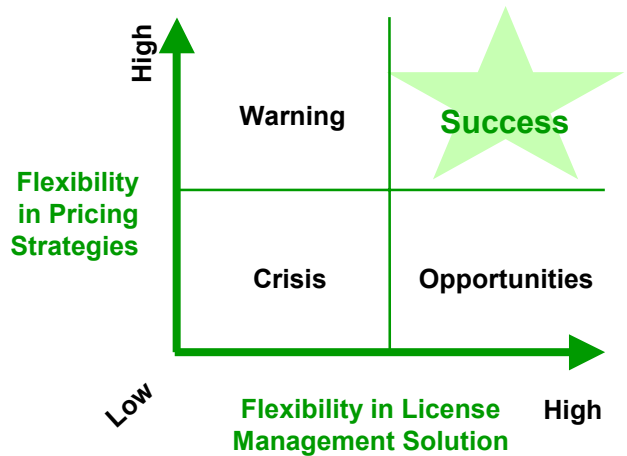 High
Warning
Success
Flexibility
in Pricing
Strategies
Crisis
Opportunities
Low
Flexibility in License
Management Solution
High